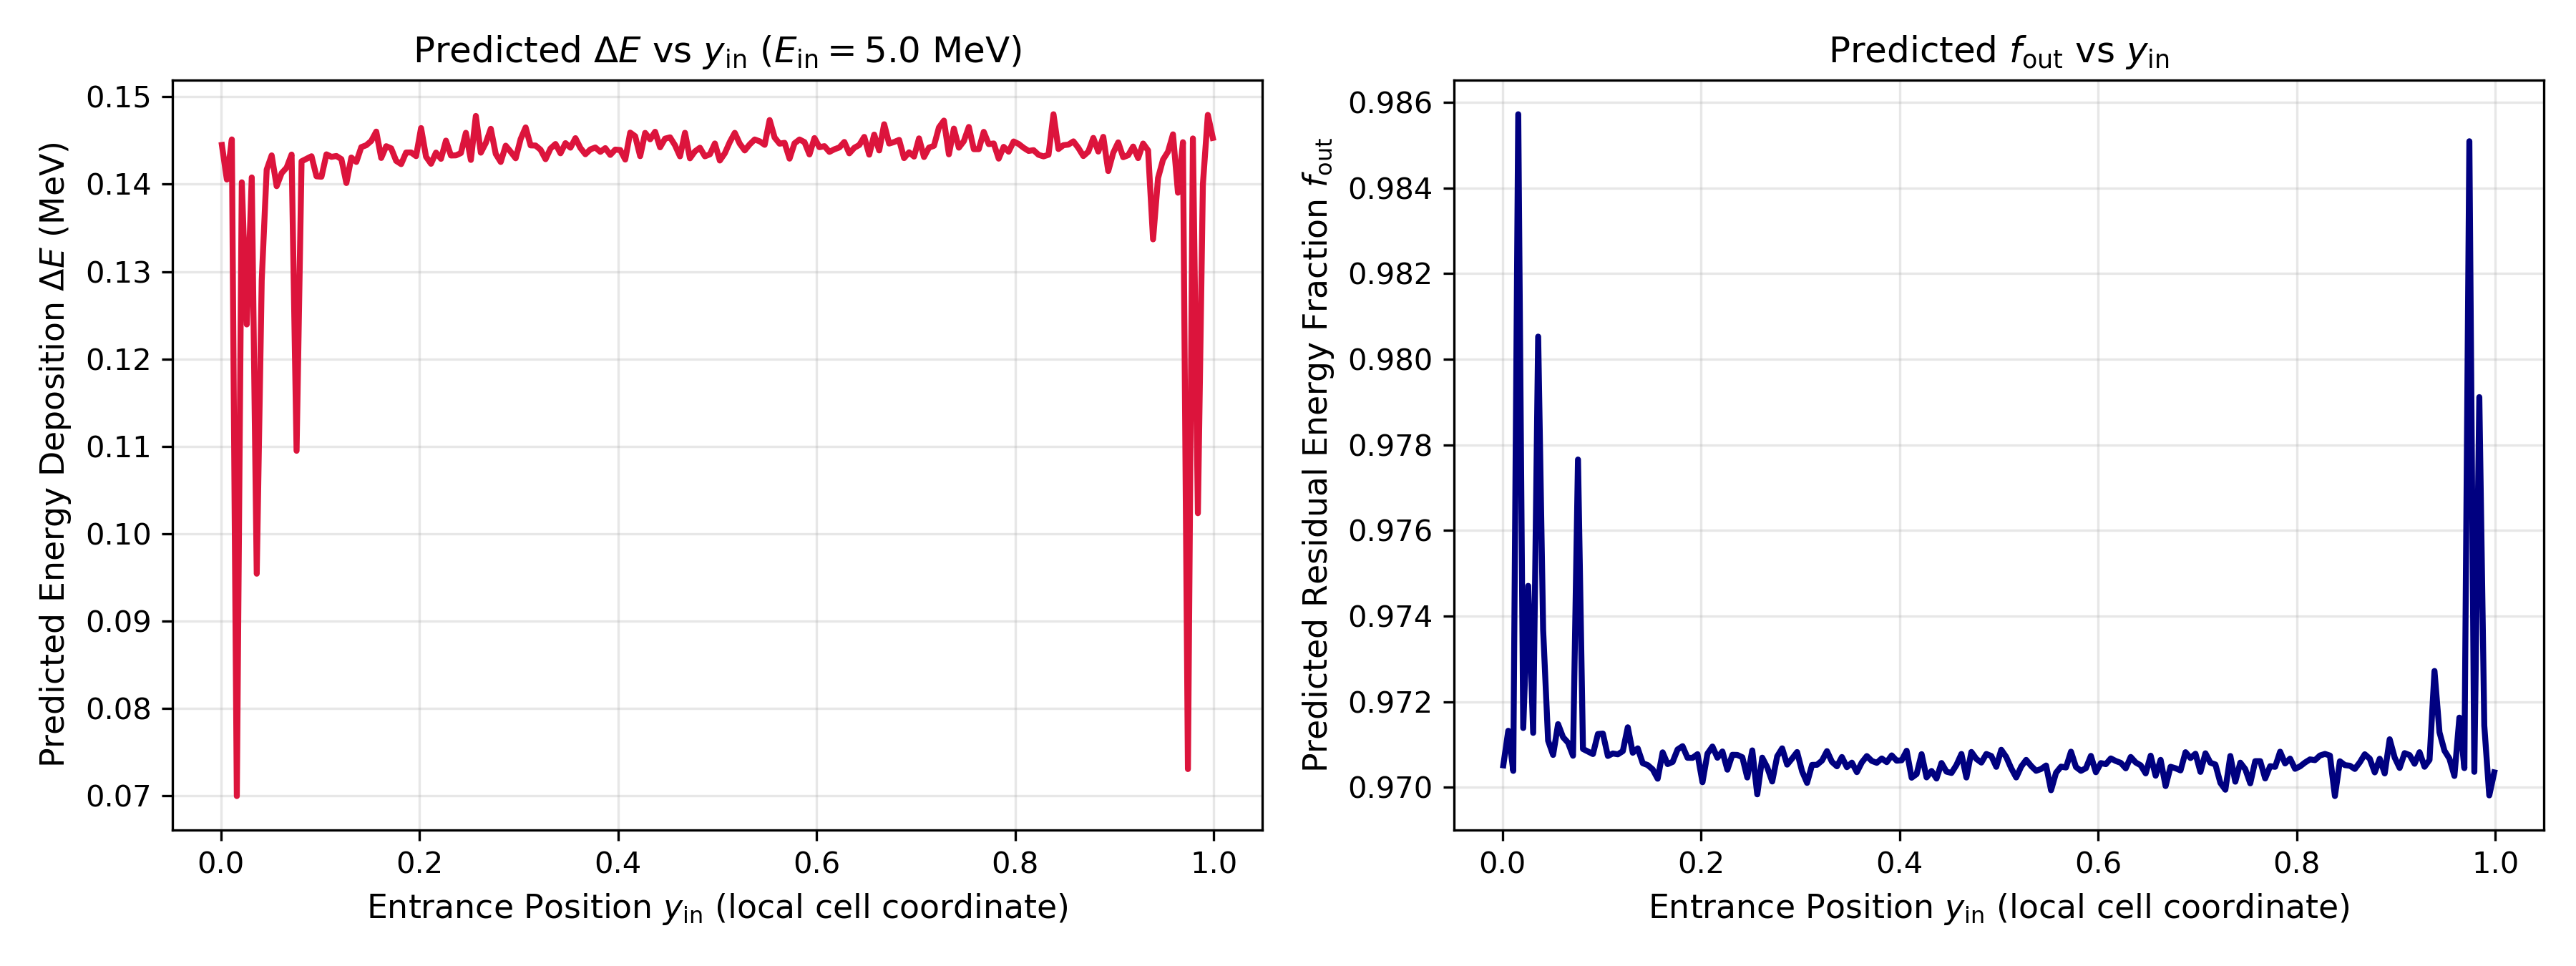 Predicted ΔE vs y_in (E_in = 5.0 MeV)
Predicted Energy Deposition ΔE (MeV)
0.15
0.14
0.13
0.12
0.11
0.10
0.09
0.08
0.07
0.0 0.2 0.4 0.6 0.8 1.0
Entrance Position y_in (local cell coordinate)
Predicted f_out vs y_in
Predicted Residual Energy Fraction f_out
0.986
0.984
0.982
0.980
0.978
0.976
0.974
0.972
0.970
0.0 0.2 0.4 0.6 0.8 1.0
Entrance Position y_in (local cell coordinate)